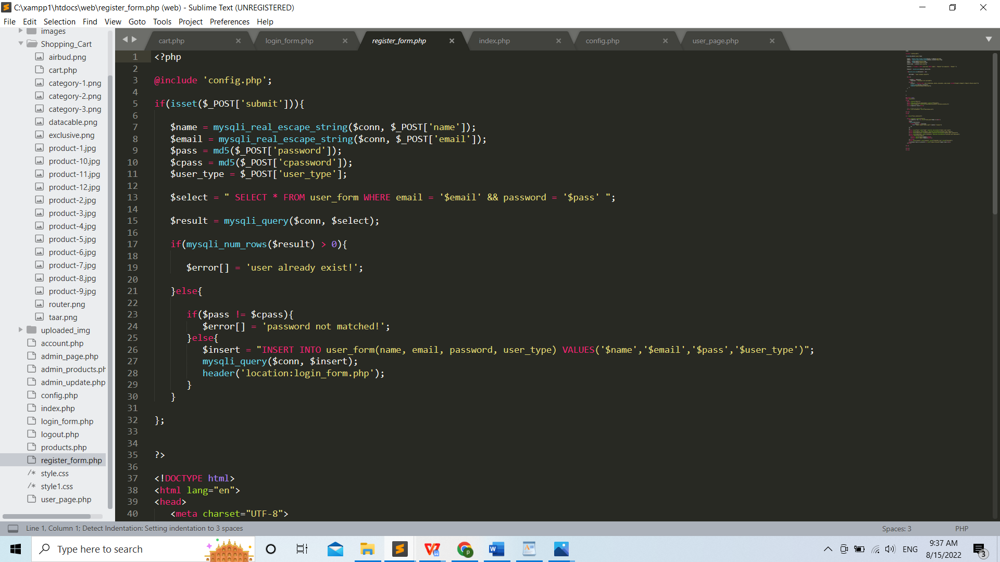 C:\xampp1\htdocs\web\register_form.php (web) - Sublime Text (UNREGISTERED)
File Edit Selection Find View Goto Tools Project Preferences Help
images
Shopping_Cart
airbud.png
cart.php
category-1.png
category-2.png
category-3.png
datacable.png
exclusive.png
product-1.jpg
product-10.jpg
product-11.jpg
product-12.jpg
product-2.jpg
product-3.jpg
product-4.jpg
product-5.jpg
product-6.jpg
product-7.jpg
product-8.jpg
product-9.jpg
router.png
taar.png
uploaded_img
account.php
admin_page.php
admin_products.ph
admin_update.php
config.php
index.php
login_form.php
logout.php
products.php
register_form.php
/* style.css
/* style1.css
user_page.php
cart.php login_form.php register_form.php index.php config.php user_page.php
1 <?php
2
3 @include 'config.php';
4
5 if(isset($_POST['submit'])){
6
7 $name = mysqli_real_escape_string($conn, $_POST['name']);
8 $email = mysqli_real_escape_string($conn, $_POST['email']);
9 $pass = md5($_POST['password']);
10 $cpass = md5($_POST['cpassword']);
11 $user_type = $_POST['user_type'];
12
13 $select = " SELECT * FROM user_form WHERE email = '$email' && password = '$pass' ";
14
15 $result = mysqli_query($conn, $select);
16
17 if(mysqli_num_rows($result) > 0){
18
19 $error[] = 'user already exist!';
20
21 }else{
22
23 if($pass != $cpass){
24 $error[] = 'password not matched!';
25 }else{
26 $insert = "INSERT INTO user_form(name, email, password, user_type) VALUES('$name','$email','$pass','$user_type')";
27 mysqli_query($conn, $insert);
28 header('location:login_form.php');
29 }
30 }
31
32 };
33
34
35 ?>
36
37 <!DOCTYPE html>
38 <html lang="en">
39 <head>
40 <meta charset="UTF-8">
Line 1, Column 1; Detect Indentation: Setting indentation to 3 spaces
Spaces: 3 PHP
Type here to search
ENG
9:37 AM
8/15/2022
3